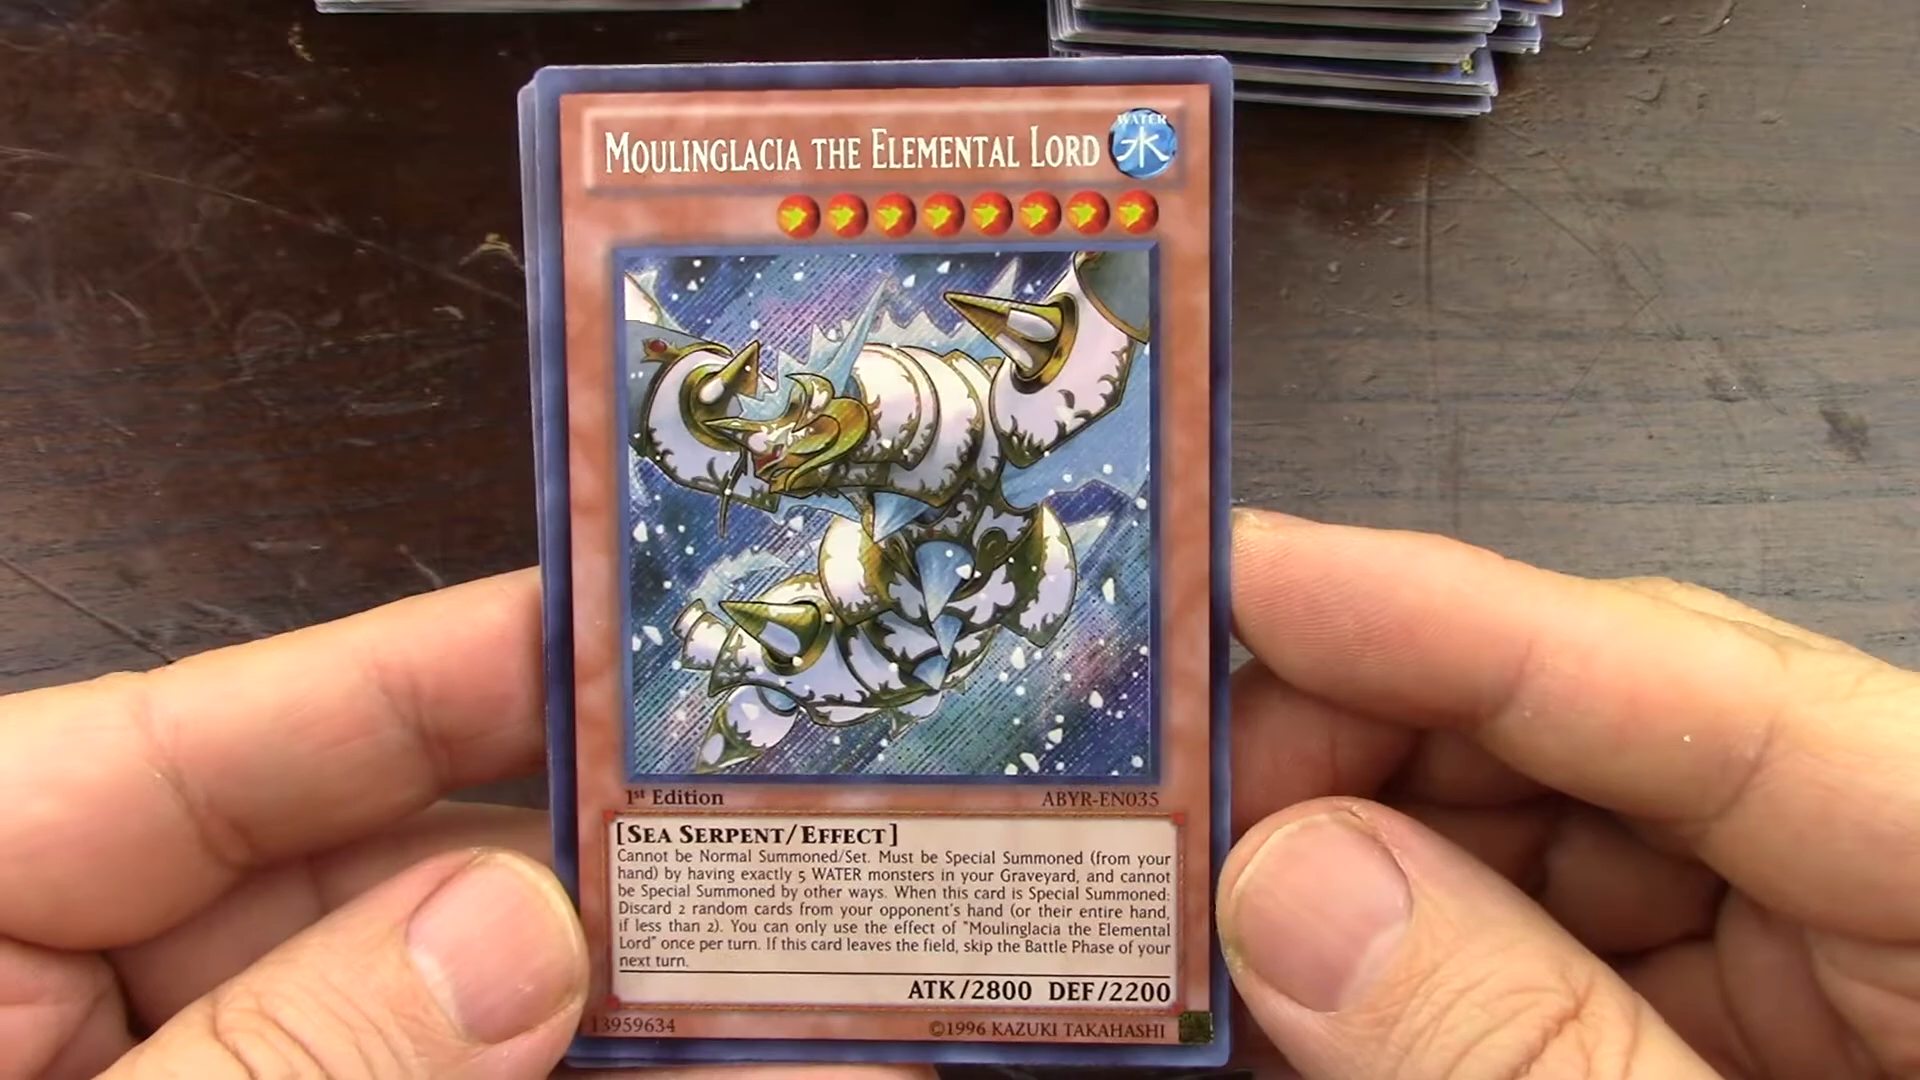 MOULINGLACIA THE ELEMENTAL LORD
WATER
水
1st Edition
ABYR-EN035
[SEA SERPENT/EFFECT]
Cannot be Normal Summoned/Set. Must be Special Summoned (from your
hand) by having exactly 5 WATER monsters in your Graveyard, and cannot
be Special Summoned by other ways. When this card is Special Summoned:
Discard 2 random cards from your opponent's hand (or their entire hand,
if less than 2). You can only use the effect of "Moulinglacia the Elemental
Lord" once per turn. If this card leaves the field, skip the Battle Phase of your
next turn.
ATK/2800 DEF/2200
13959634
©1996 KAZUKI TAKAHASHI